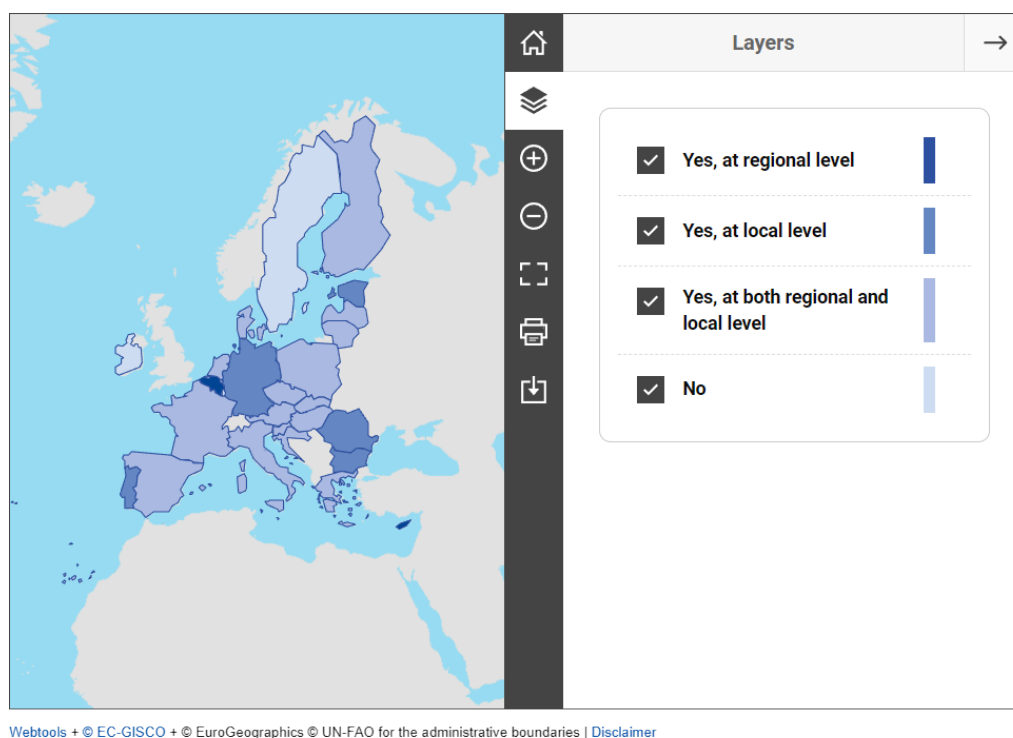 Layers
Yes, at regional level
Yes, at local level
Yes, at both regional and
local level
No
Webtools + © EC-GISCO + © EuroGeographics © UN-FAO for the administrative boundaries | Disclaimer